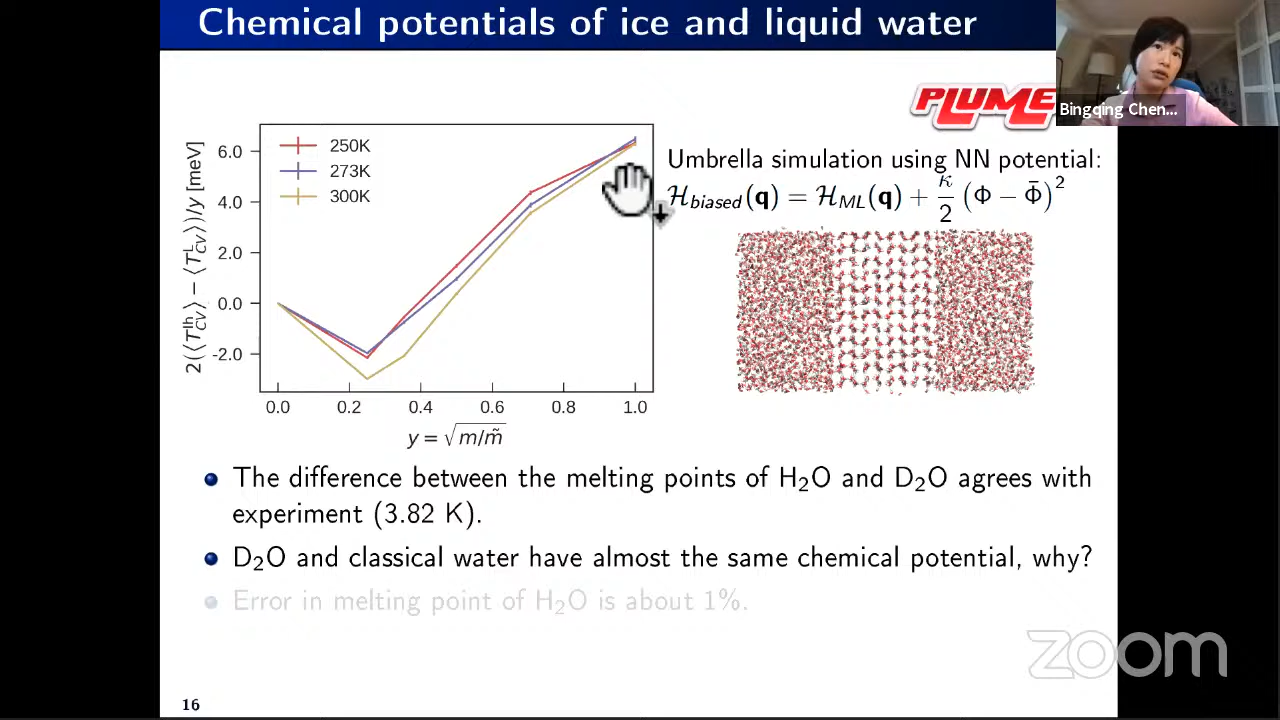 Chemical potentials of ice and liquid water
PLUME
Bingqing Chen...
250K
273K
300K
6.0
4.0
2.0
0.0
-2.0
2(⟨T_CV^Ih⟩ − ⟨T_CV^L⟩)/y [meV]
0.0 0.2 0.4 0.6 0.8 1.0
y = √m/m̃
Umbrella simulation using NN potential:
ℋ_biased(q) = ℋ_ML(q) + κ/2 (Φ − Φ̄)²
The difference between the melting points of H₂O and D₂O agrees with
experiment (3.82 K).
D₂O and classical water have almost the same chemical potential, why?
Error in melting point of H₂O is about 1%.
zoom
16